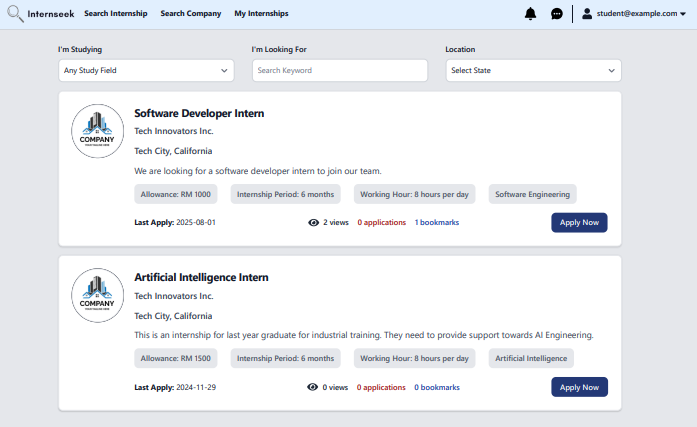 Internseek Search Internship Search Company My Internships student@example.com
I'm Studying I'm Looking For Location
Any Study Field Search Keyword Select State
COMPANY
Software Developer Intern
Tech Innovators Inc.
Tech City, California
We are looking for a software developer intern to join our team.
Allowance: RM 1000 Internship Period: 6 months Working Hour: 8 hours per day Software Engineering
Last Apply: 2025-08-01 2 views 0 applications 1 bookmarks Apply Now
COMPANY
Artificial Intelligence Intern
Tech Innovators Inc.
Tech City, California
This is an internship for last year graduate for industrial training. They need to provide support towards AI Engineering.
Allowance: RM 1500 Internship Period: 6 months Working Hour: 8 hours per day Artificial Intelligence
Last Apply: 2024-11-29 0 views 0 applications 0 bookmarks Apply Now